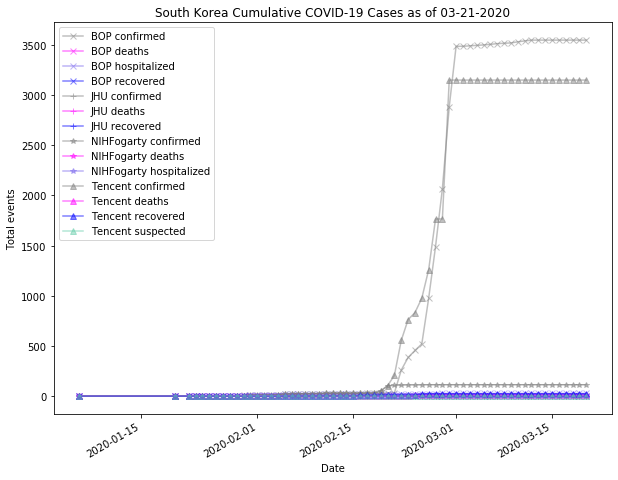 South Korea Cumulative COVID-19 Cases as of 03-21-2020
BOP confirmed
BOP deaths
BOP hospitalized
BOP recovered
JHU confirmed
JHU deaths
JHU recovered
NIHFogarty confirmed
NIHFogarty deaths
NIHFogarty hospitalized
Tencent confirmed
Tencent deaths
Tencent recovered
Tencent suspected
Total events
3500
3000
2500
2000
1500
1000
500
0
2020-01-15
2020-02-01
2020-02-15
2020-03-01
2020-03-15
Date